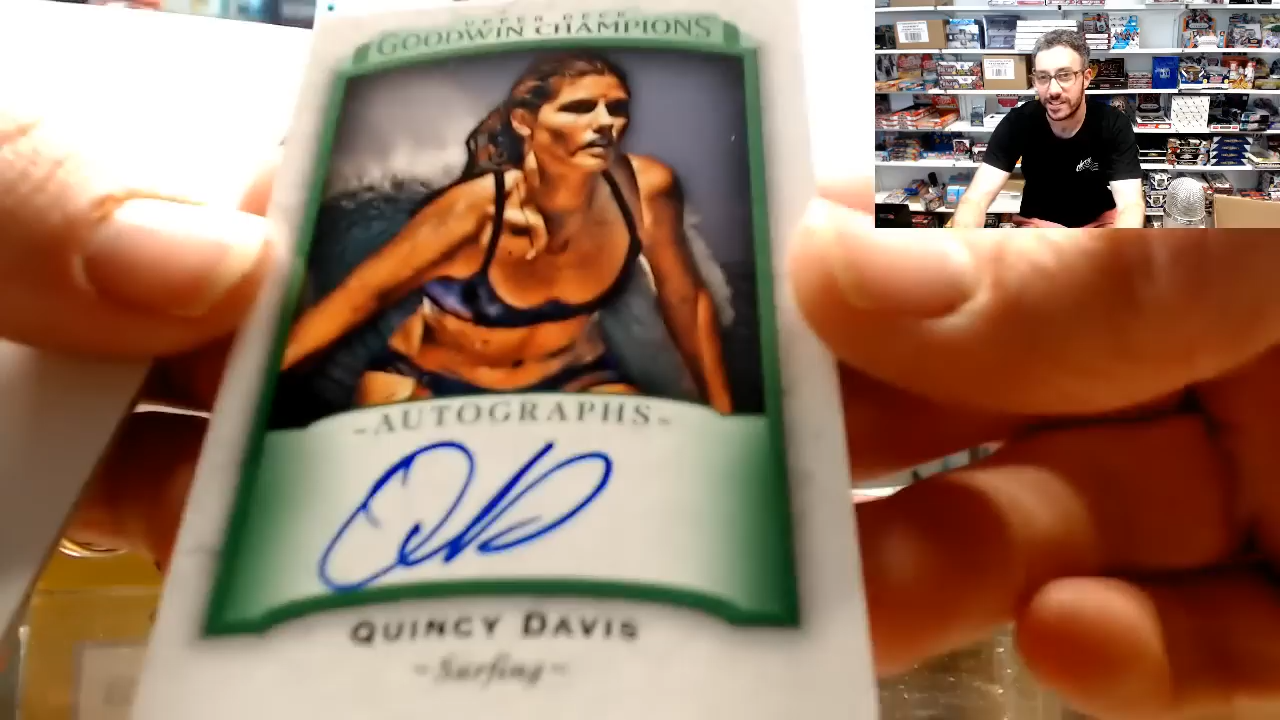 UPPER DECK
GOODWIN CHAMPIONS
-AUTOGRAPHS-
QUINCY DAVIS
-Surfing-